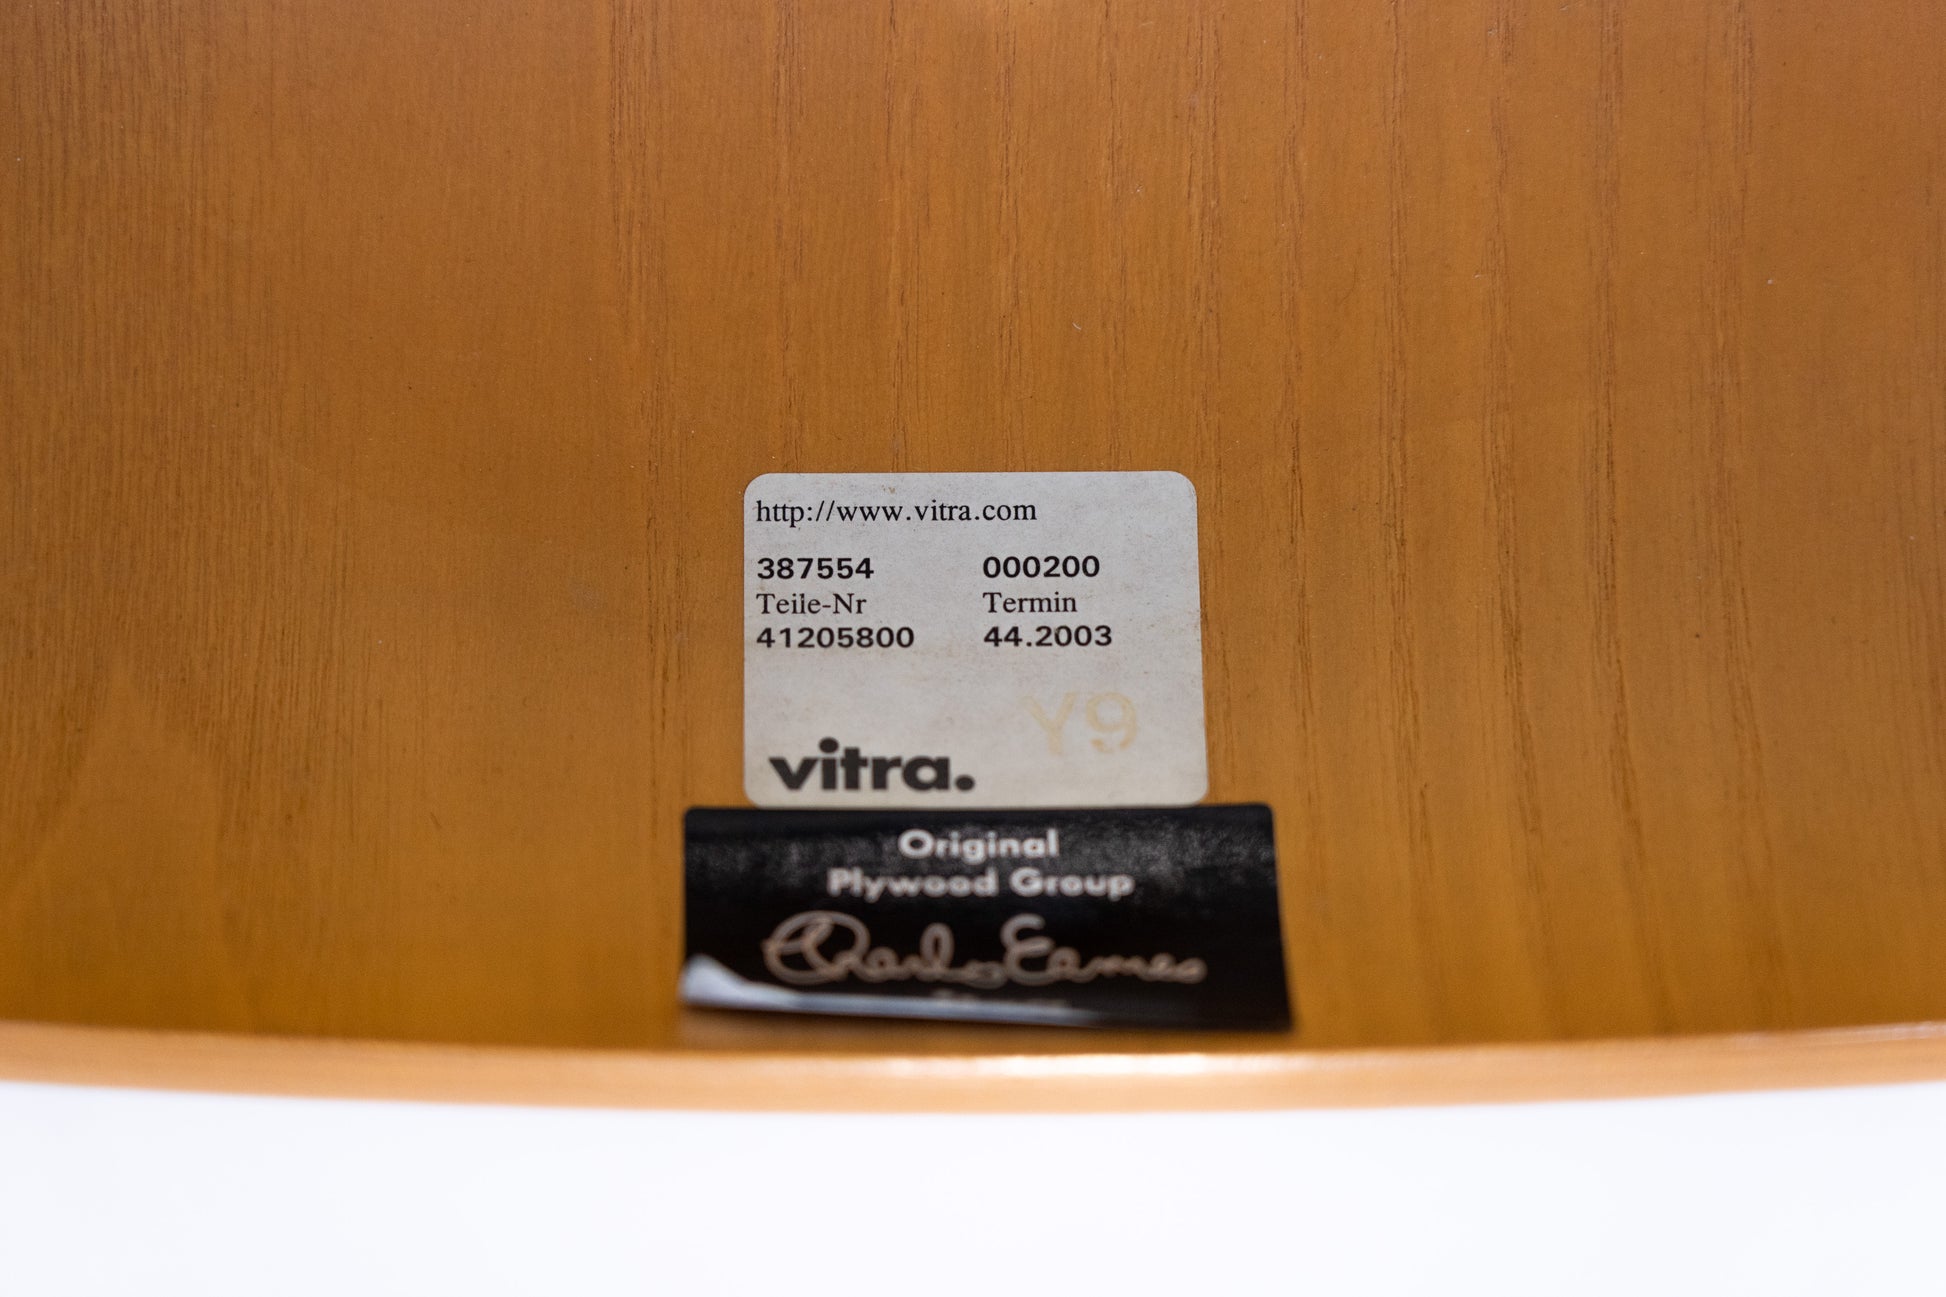 http://www.vitra.com
387554 000200
Teile-Nr Termin
41205800 44.2003
Y9
vitra.
Original
Plywood Group
Charles Eames